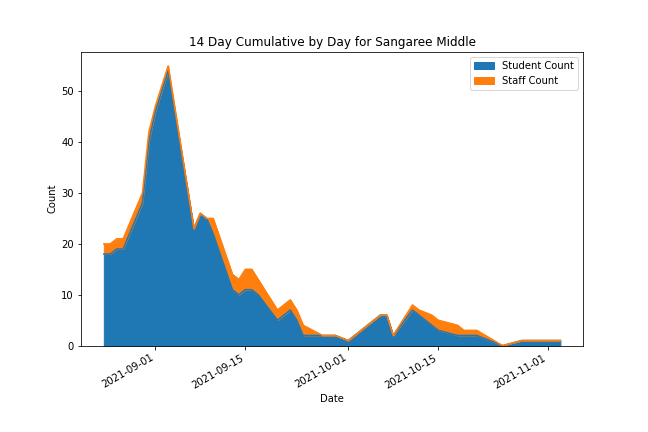 14 Day Cumulative by Day for Sangaree Middle
Student Count
Staff Count
50
40
30
20
10
0
Count
2021-09-01
2021-09-15
2021-10-01
2021-10-15
2021-11-01
Date